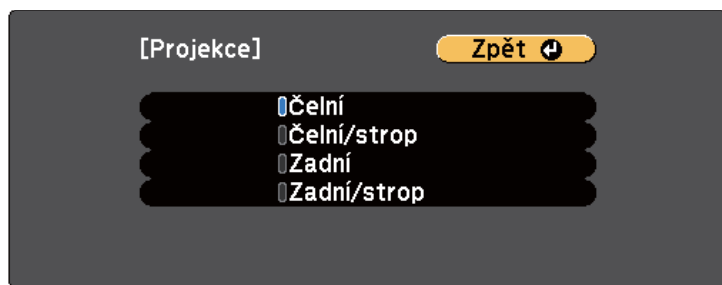 [Projekce]
Zpět
Čelní
Čelní/strop
Zadní
Zadní/strop